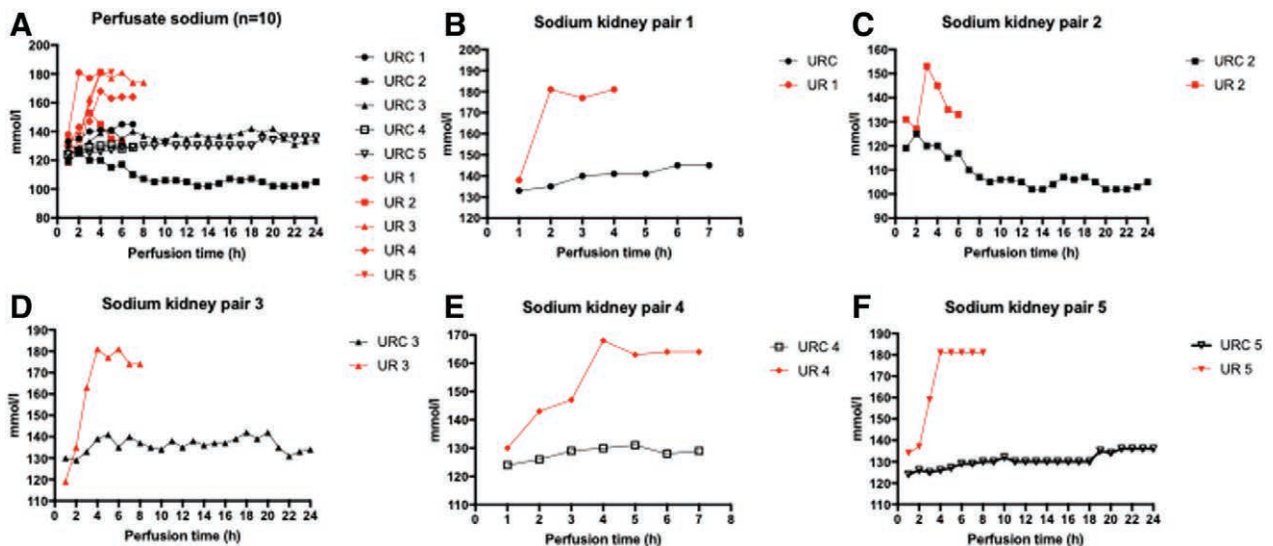 A
Perfusate sodium (n=10)
mmol/l
200
180
160
140
120
100
80
0 2 4 6 8 10 12 14 16 18 20 22 24
Perfusion time (h)
URC 1
URC 2
URC 3
URC 4
URC 5
UR 1
UR 2
UR 3
UR 4
UR 5
B
Sodium kidney pair 1
mmol/l
200
190
180
170
160
150
140
130
120
0 1 2 3 4 5 6 7 8
Perfusion time (h)
URC
UR 1
C
Sodium kidney pair 2
mmol/l
160
150
140
130
120
110
100
90
0 2 4 6 8 10 12 14 16 18 20 22 24
Perfusion time (h)
URC 2
UR 2
D
Sodium kidney pair 3
mmol/l
190
180
170
160
150
140
130
120
110
0 2 4 6 8 10 12 14 16 18 20 22 24
Perfusion time (h)
URC 3
UR 3
E
Sodium kidney pair 4
mmol/l
170
160
150
140
130
120
110
0 1 2 3 4 5 6 7 8
Perfusion time (h)
URC 4
UR 4
F
Sodium kidney pair 5
mmol/l
190
180
170
160
150
140
130
120
110
0 2 4 6 8 10 12 14 16 18 20 22 24
Perfusion time (h)
URC 5
UR 5